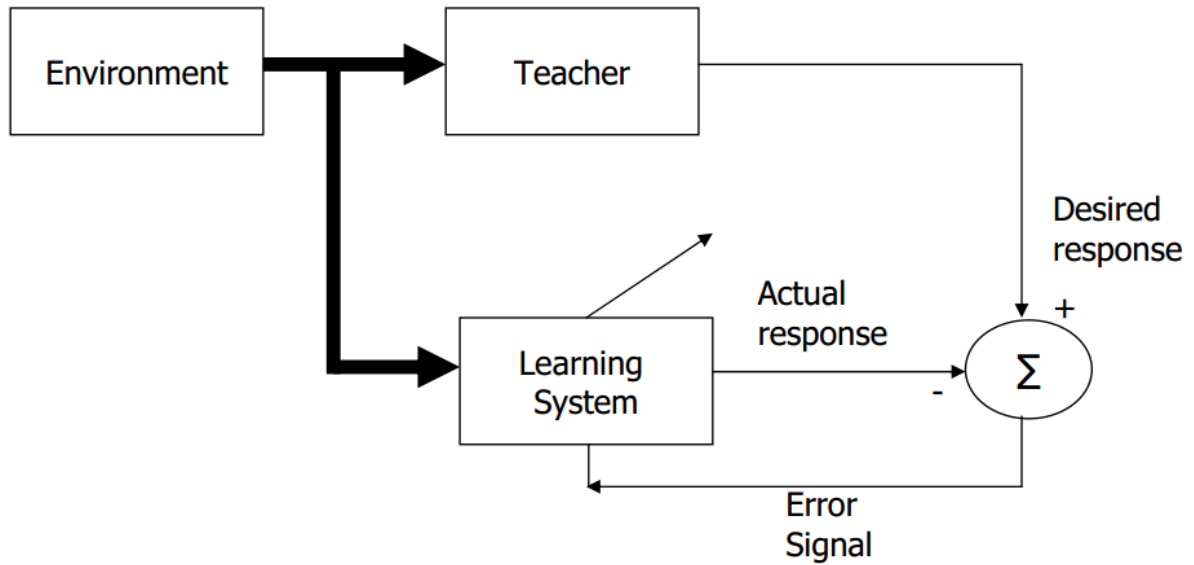 Environment
Teacher
Desired
response
+
Actual
response
-
Σ
Learning
System
Error
Signal